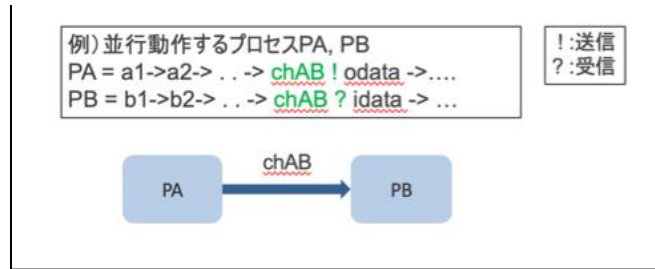 例）並行動作するプロセスPA, PB
PA = a1->a2-> . . -> chAB ! odata ->....
PB = b1->b2-> . . -> chAB ? idata -> ...
!:送信
?:受信
chAB
PA
PB